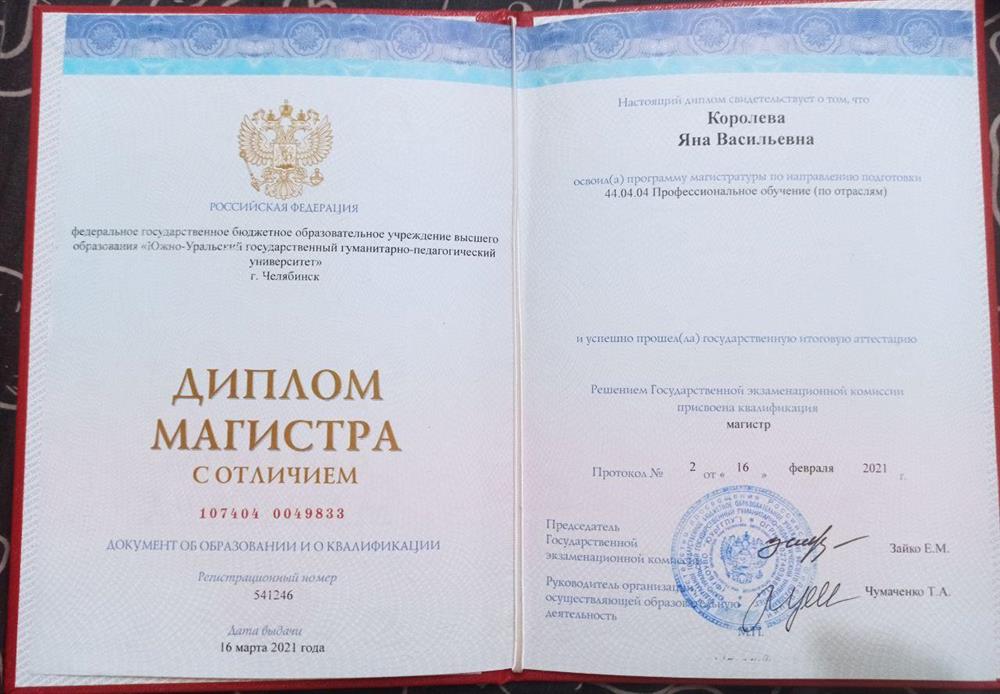 РОССИЙСКАЯ ФЕДЕРАЦИЯ
федеральное государственное бюджетное образовательное учреждение высшего
образования «Южно-Уральский государственный гуманитарно-педагогический
университет»
г. Челябинск
ДИПЛОМ
МАГИСТРА
С ОТЛИЧИЕМ
107404 0049833
ДОКУМЕНТ ОБ ОБРАЗОВАНИИ И О КВАЛИФИКАЦИИ
Регистрационный номер
541246
Дата выдачи
16 марта 2021 года
Настоящий диплом свидетельствует о том, что
Королева
Яна Васильевна
освоил(а) программу магистратуры по направлению подготовки
44.04.04 Профессиональное обучение (по отраслям)
и успешно прошел(ла) государственную итоговую аттестацию
Решением Государственной экзаменационной комиссии
присвоена квалификация
магистр
Протокол № 2 от « 16 » февраля 2021 г.
Председатель
Государственной
экзаменационной комиссии
Зайко Е.М.
Руководитель организации,
осуществляющей образовательную
деятельность
Чумаченко Т.А.
М.П.